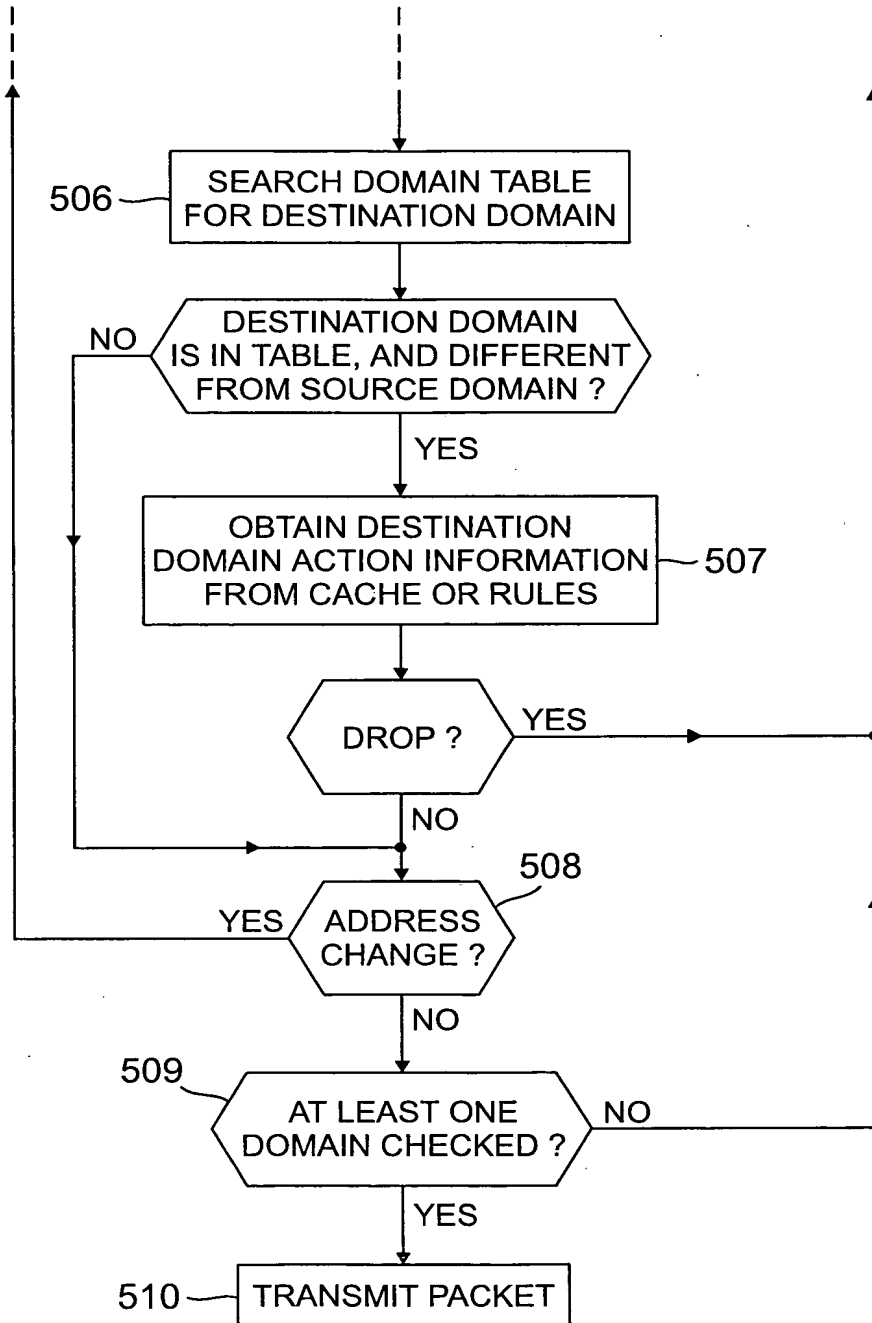 506
SEARCH DOMAIN TABLE
FOR DESTINATION DOMAIN
NO
DESTINATION DOMAIN
IS IN TABLE, AND DIFFERENT
FROM SOURCE DOMAIN ?
YES
OBTAIN DESTINATION
DOMAIN ACTION INFORMATION
FROM CACHE OR RULES
507
DROP ?
YES
NO
508
YES
ADDRESS
CHANGE ?
NO
509
AT LEAST ONE
DOMAIN CHECKED ?
NO
YES
510
TRANSMIT PACKET